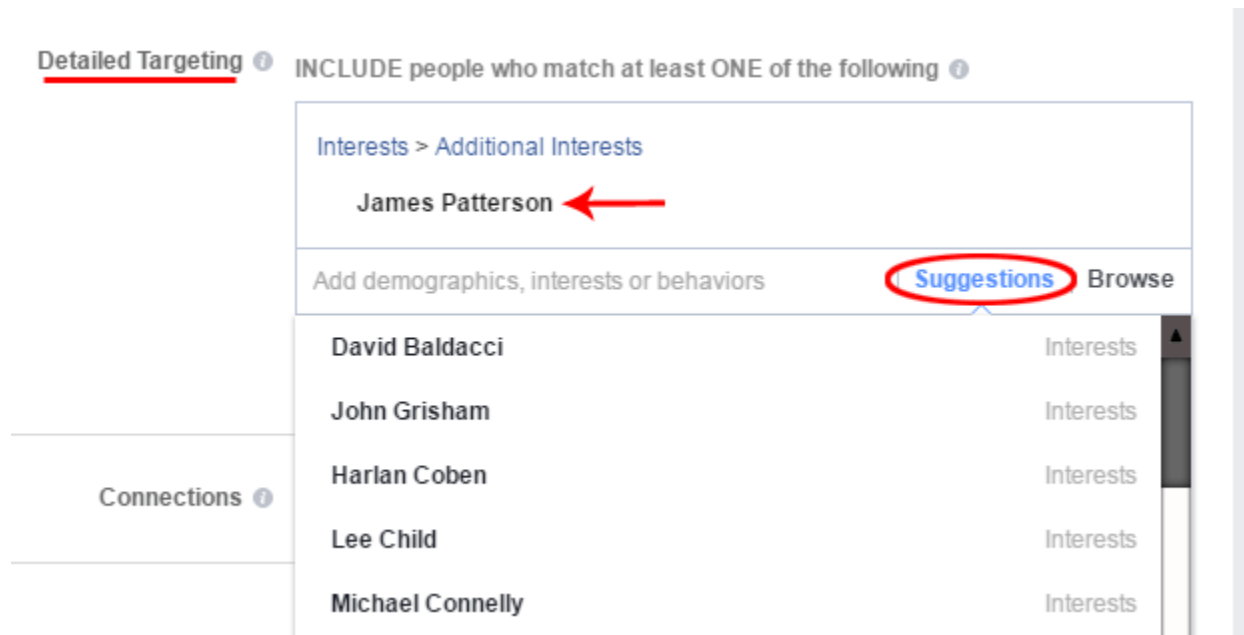 Detailed Targeting
INCLUDE people who match at least ONE of the following
Interests > Additional Interests
James Patterson
Add demographics, interests or behaviors Suggestions Browse
David Baldacci Interests
John Grisham Interests
Harlan Coben Interests
Connections
Lee Child Interests
Michael Connelly Interests